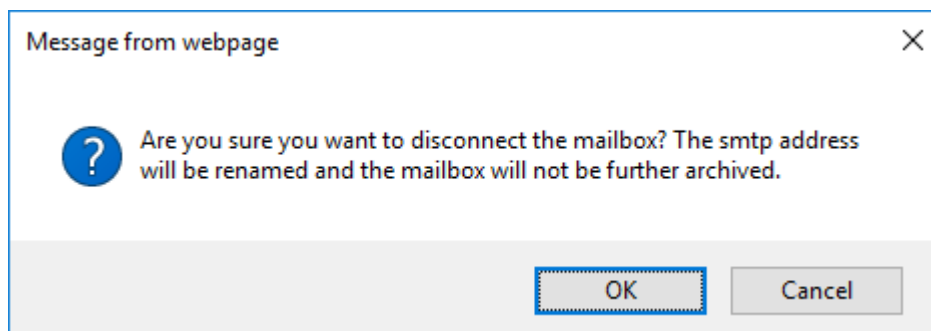 Message from webpage
Are you sure you want to disconnect the mailbox? The smtp address
will be renamed and the mailbox will not be further archived.
OK
Cancel